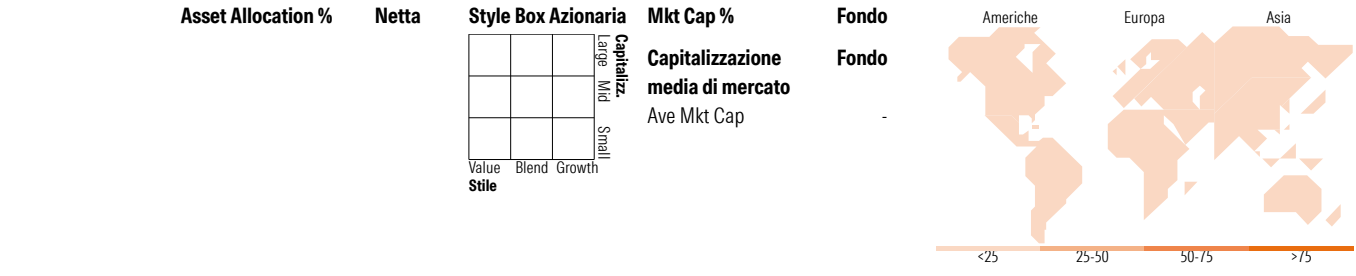 Asset Allocation % Netta
Style Box Azionaria
Large Mid Small
Capitalizz.
Value Blend Growth
Stile
Mkt Cap % Fondo
Capitalizzazione Fondo
media di mercato
Ave Mkt Cap -
Americhe Europa Asia
<25 25-50 50-75 >75